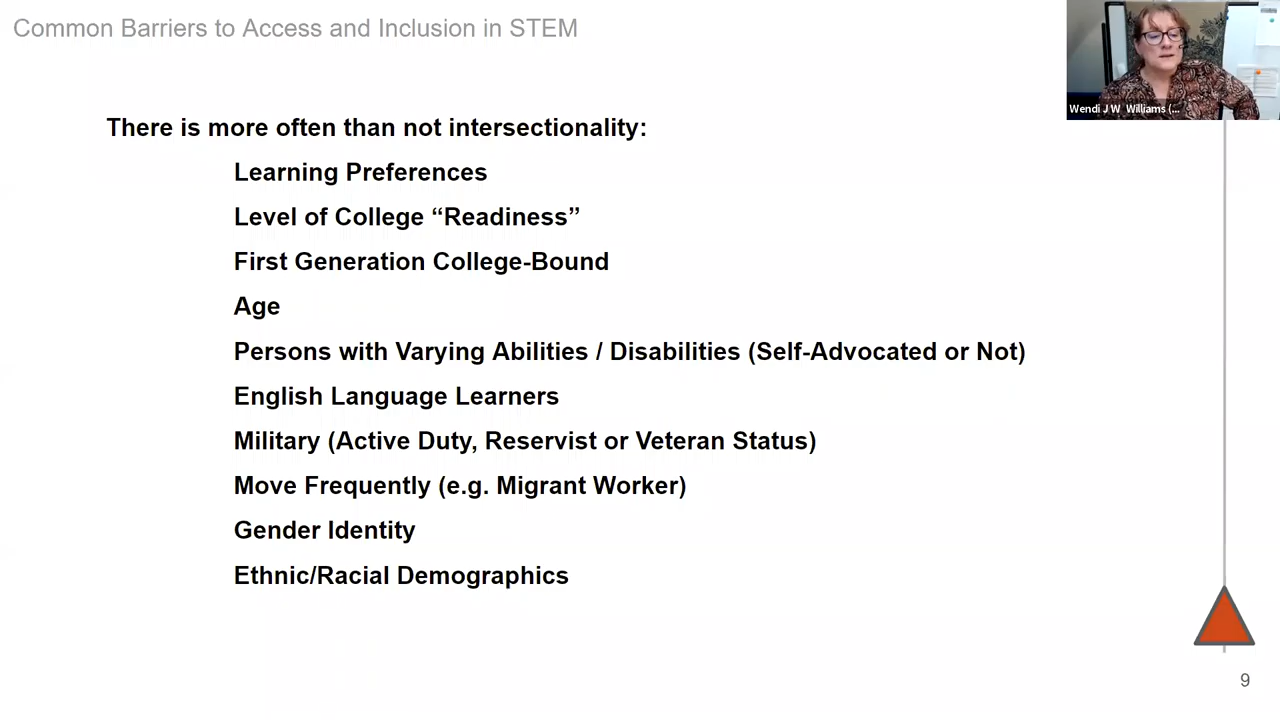 Common Barriers to Access and Inclusion in STEM
Wendi J W Williams (...
There is more often than not intersectionality:
Learning Preferences
Level of College “Readiness”
First Generation College-Bound
Age
Persons with Varying Abilities / Disabilities (Self-Advocated or Not)
English Language Learners
Military (Active Duty, Reservist or Veteran Status)
Move Frequently (e.g. Migrant Worker)
Gender Identity
Ethnic/Racial Demographics
9